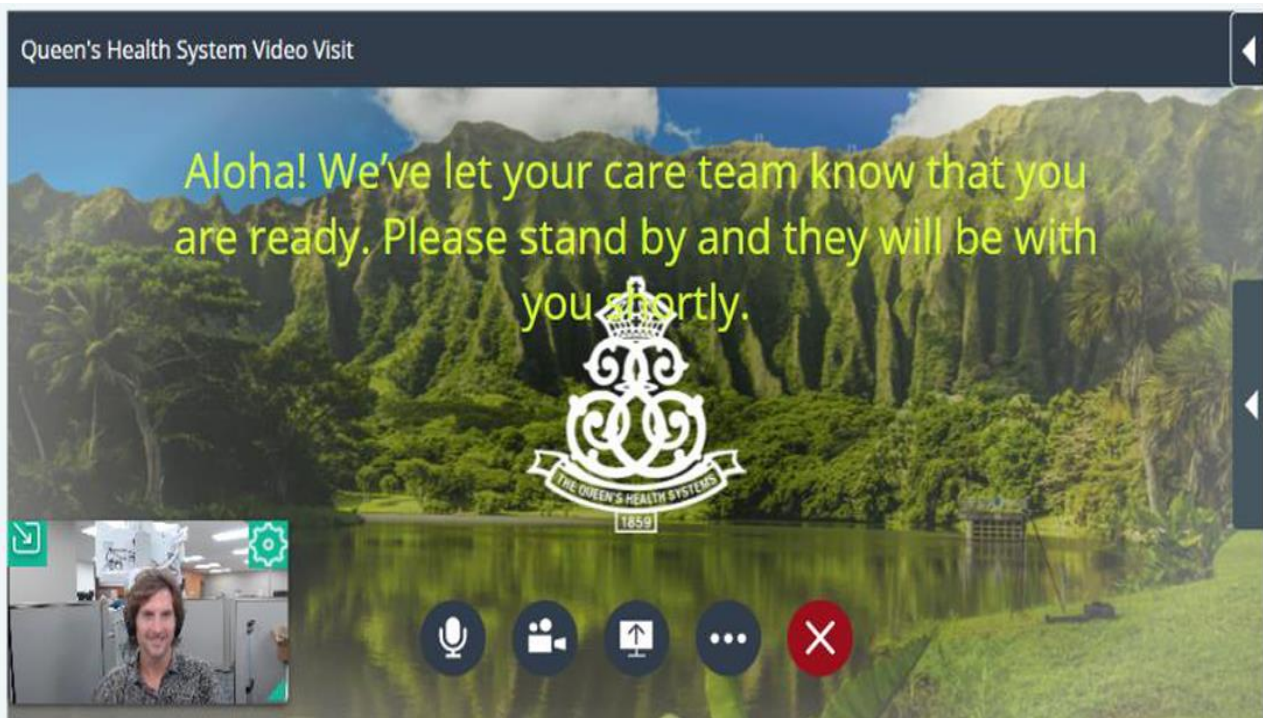 Queen's Health System Video Visit
Aloha! We’ve let your care team know that you
are ready. Please stand by and they will be with
you shortly.
THE QUEEN'S HEALTH SYSTEMS
1859